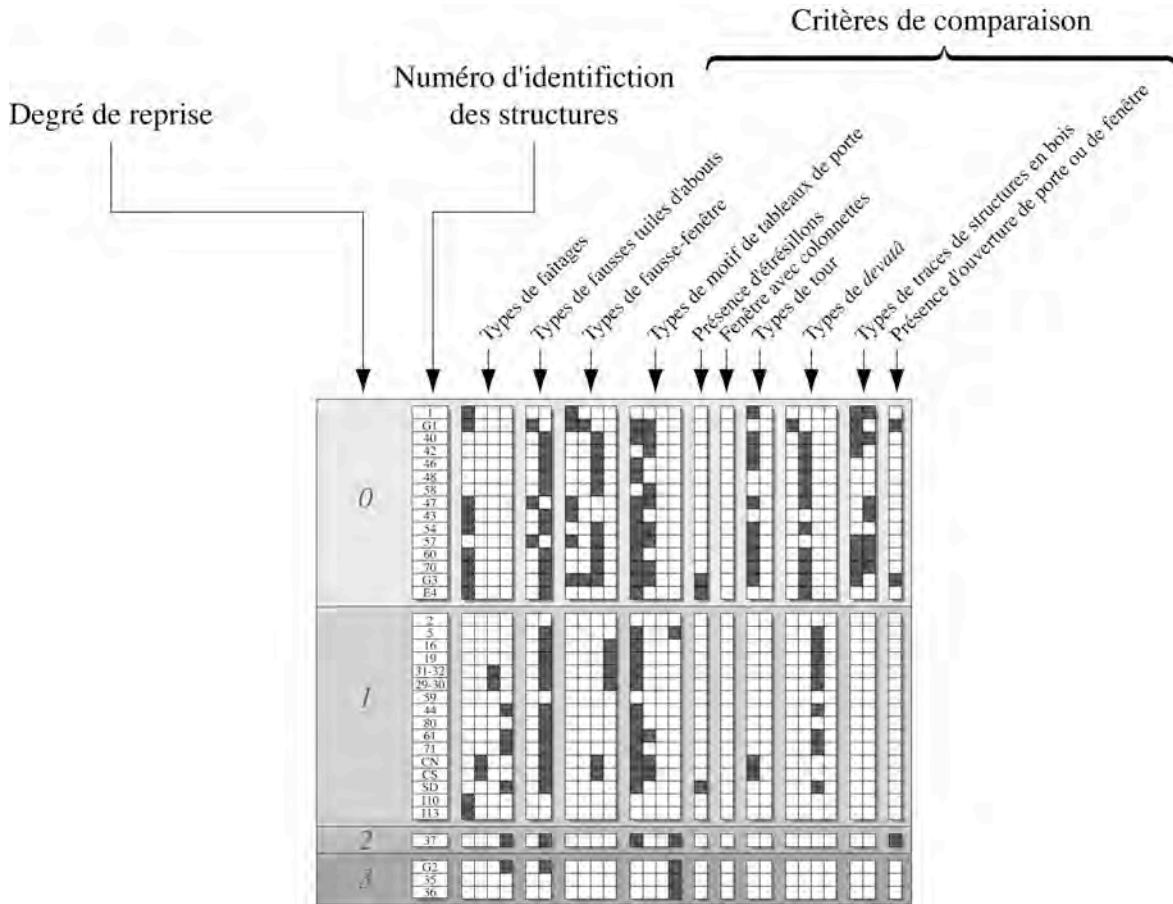 Critères de comparaison
Numéro d'identifiction
des structures
Degré de reprise
Types de faîtages
Types de fausses tuiles d'abouts
Types de fausse-fenêtre
Types de motif de tableaux de porte
Présence d'étrésillons
Fenêtre avec colonnettes
Types de tour
Types de devatà
Types de traces de structures en bois
Présence d'ouverture de porte ou de fenêtre
0
1
G1
40
42
46
48
58
47
43
54
57
60
70
G3
E4
1
2
5
16
19
31-32
29-30
59
44
80
61
71
CN
CS
SD
110
113
2
37
3
G2
35
36